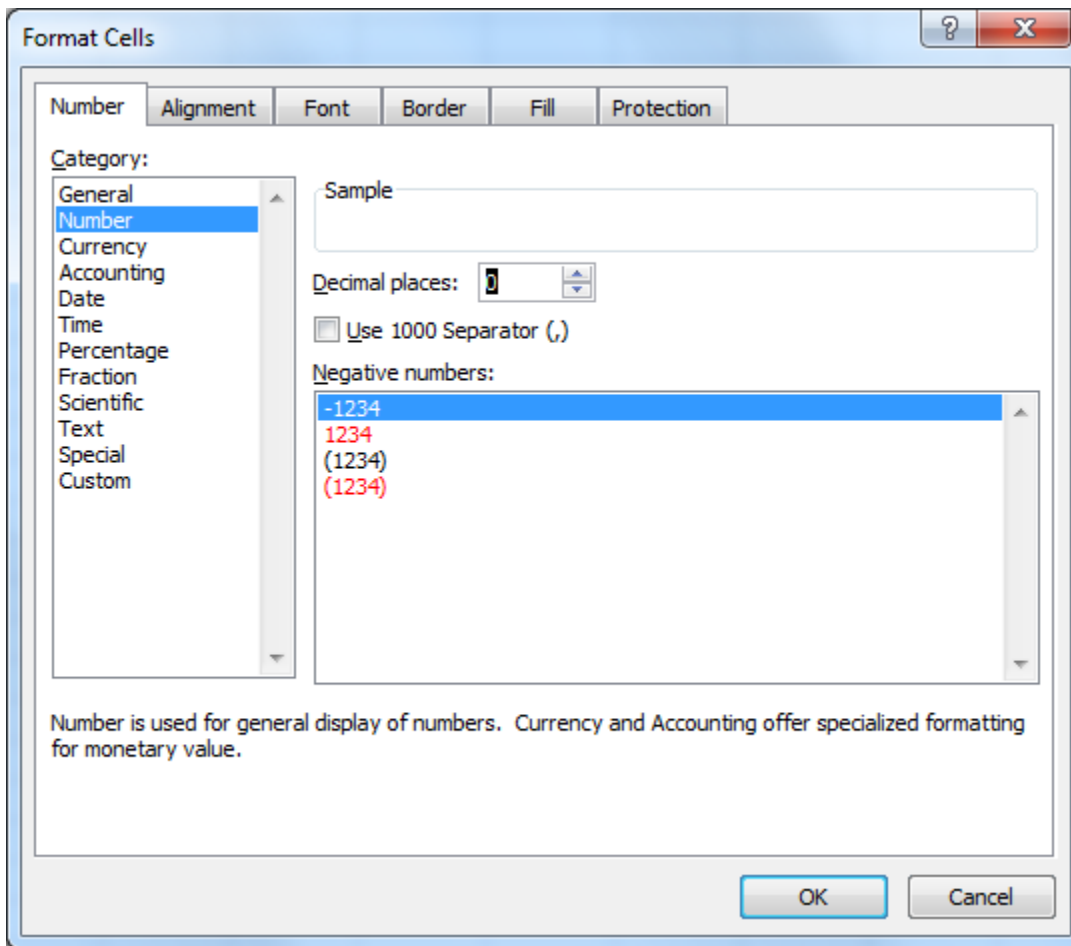 Format Cells
Number
Alignment
Font
Border
Fill
Protection
Category:
General
Number
Currency
Accounting
Date
Time
Percentage
Fraction
Scientific
Text
Special
Custom
Sample
Decimal places: 0
Use 1000 Separator (,)
Negative numbers:
-1234
1234
(1234)
(1234)
Number is used for general display of numbers.  Currency and Accounting offer specialized formatting
for monetary value.
OK
Cancel